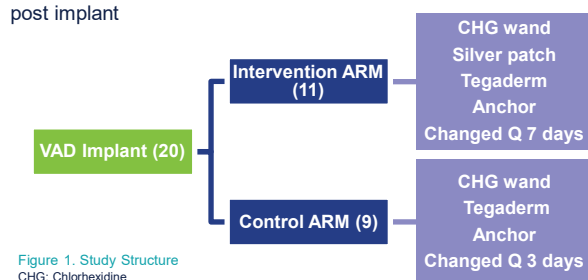 post implant
VAD Implant (20)
Intervention ARM
(11)
CHG wand
Silver patch
Tegaderm
Anchor
Changed Q 7 days
Control ARM (9)
CHG wand
Tegaderm
Anchor
Changed Q 3 days
Figure 1. Study Structure
CHG: Chlorhexidine